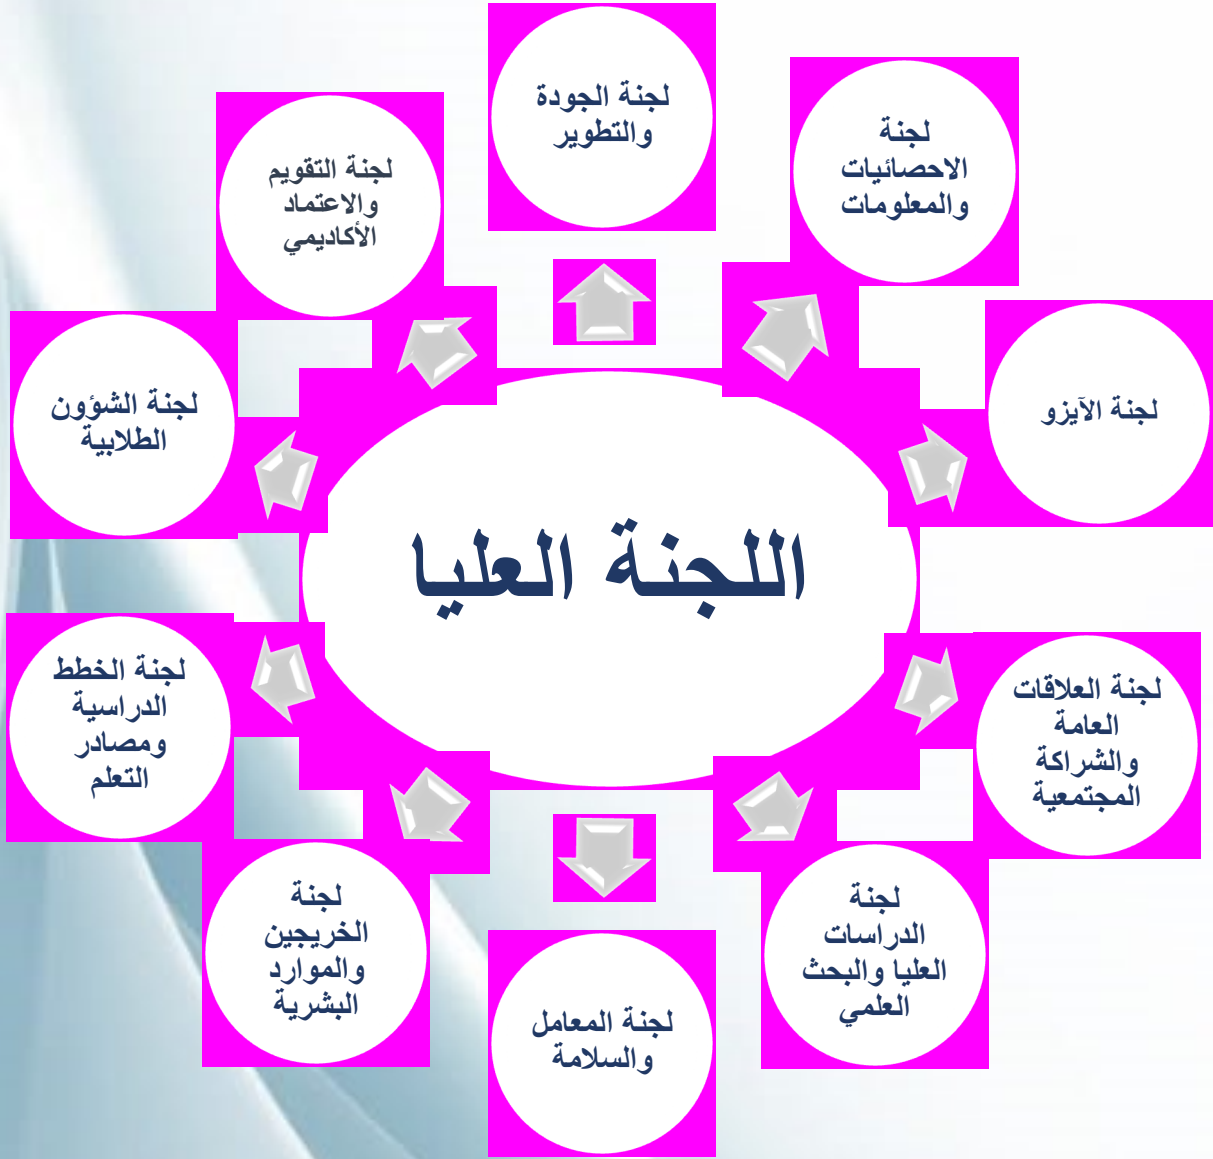 لجنة الجودة
والتطوير
لجنة
الاحصائيات
والمعلومات
لجنة الآيزو
لجنة العلاقات
العامة
والشراكة
المجتمعية
لجنة
الدراسات
العليا والبحث
العلمي
لجنة المعامل
والسلامة
لجنة
الخريجين
والموارد
البشرية
لجنة الخطط
الدراسية
ومصادر
التعلم
لجنة الشؤون
الطلابية
لجنة التقويم
والاعتماد
الأكاديمي
اللجنة العليا